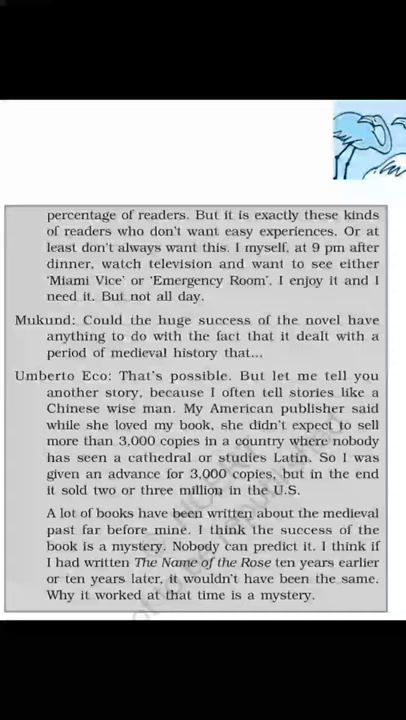 percentage of readers. But it is exactly these kinds
of readers who don't want easy experiences. Or at
least don't always want this. I myself, at 9 pm after
dinner, watch television and want to see either
'Miami Vice' or 'Emergency Room'. I enjoy it and I
need it. But not all day.
Mukund: Could the huge success of the novel have
anything to do with the fact that it dealt with a
period of medieval history that...
Umberto Eco: That's possible. But let me tell you
another story, because I often tell stories like a
Chinese wise man. My American publisher said
while she loved my book, she didn't expect to sell
more than 3,000 copies in a country where nobody
has seen a cathedral or studies Latin. So I was
given an advance for 3,000 copies, but in the end
it sold two or three million in the U.S.
A lot of books have been written about the medieval
past far before mine. I think the success of the
book is a mystery. Nobody can predict it. I think if
I had written The Name of the Rose ten years earlier
or ten years later, it wouldn't have been the same.
Why it worked at that time is a mystery.